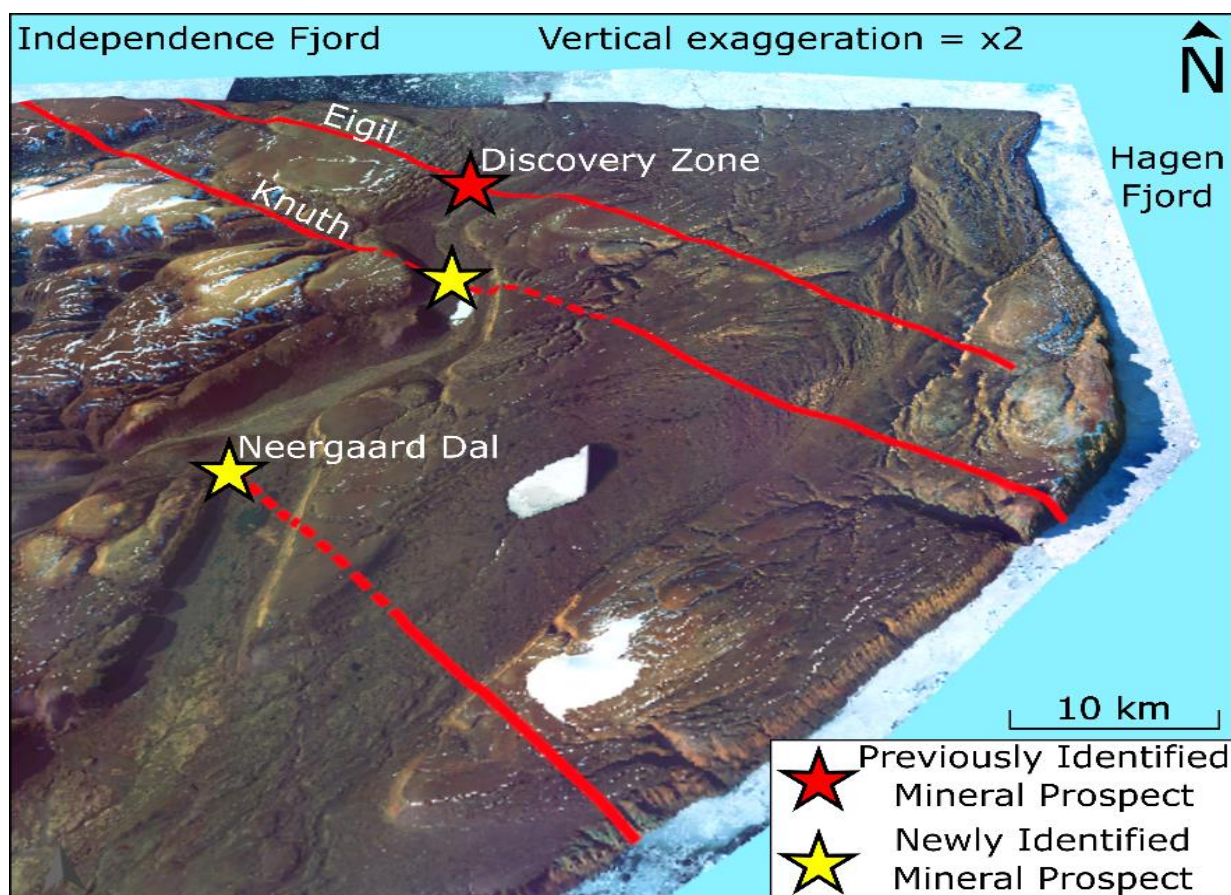 Independence Fjord
Vertical exaggeration = x2
N
Eigil
Discovery Zone
Hagen
Fjord
Knuth
Neergaard Dal
10 km
Previously Identified
Mineral Prospect
Newly Identified
Mineral Prospect